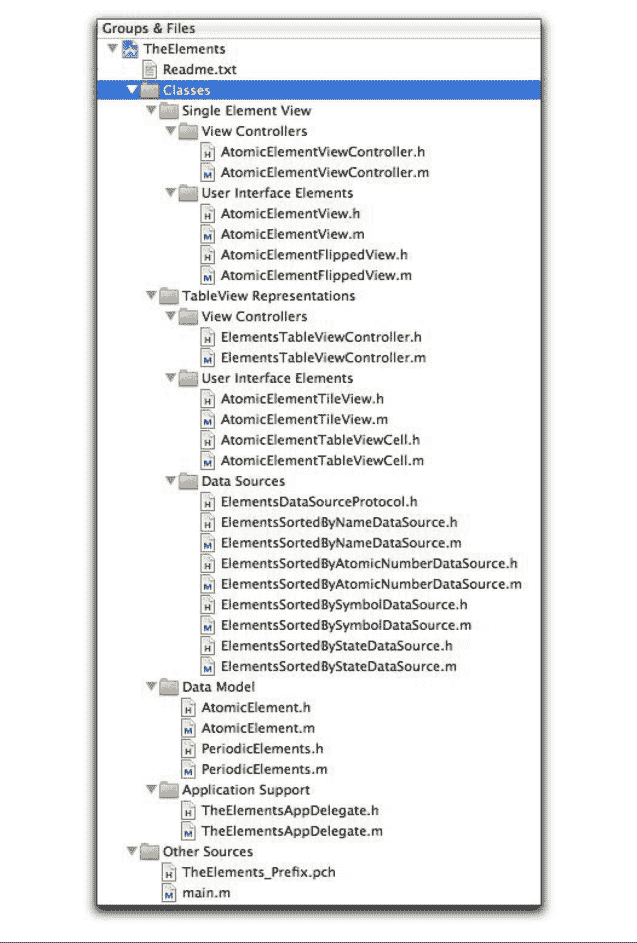 Groups & Files
TheElements
Readme.txt
Classes
Single Element View
View Controllers
AtomicElementViewController.h
AtomicElementViewController.m
User Interface Elements
AtomicElementView.h
AtomicElementView.m
AtomicElementFlippedView.h
AtomicElementFlippedView.m
TableView Representations
View Controllers
ElementsTableViewController.h
ElementsTableViewController.m
User Interface Elements
AtomicElementTileView.h
AtomicElementTileView.m
AtomicElementTableViewCell.h
AtomicElementTableViewCell.m
Data Sources
ElementsDataSourceProtocol.h
ElementsSortedByNameDataSource.h
ElementsSortedByNameDataSource.m
ElementsSortedByAtomicNumberDataSource.h
ElementsSortedByAtomicNumberDataSource.m
ElementsSortedBySymbolDataSource.h
ElementsSortedBySymbolDataSource.m
ElementsSortedByStateDataSource.h
ElementsSortedByStateDataSource.m
Data Model
AtomicElement.h
AtomicElement.m
PeriodicElements.h
PeriodicElements.m
Application Support
TheElementsAppDelegate.h
TheElementsAppDelegate.m
Other Sources
TheElements_Prefix.pch
main.m